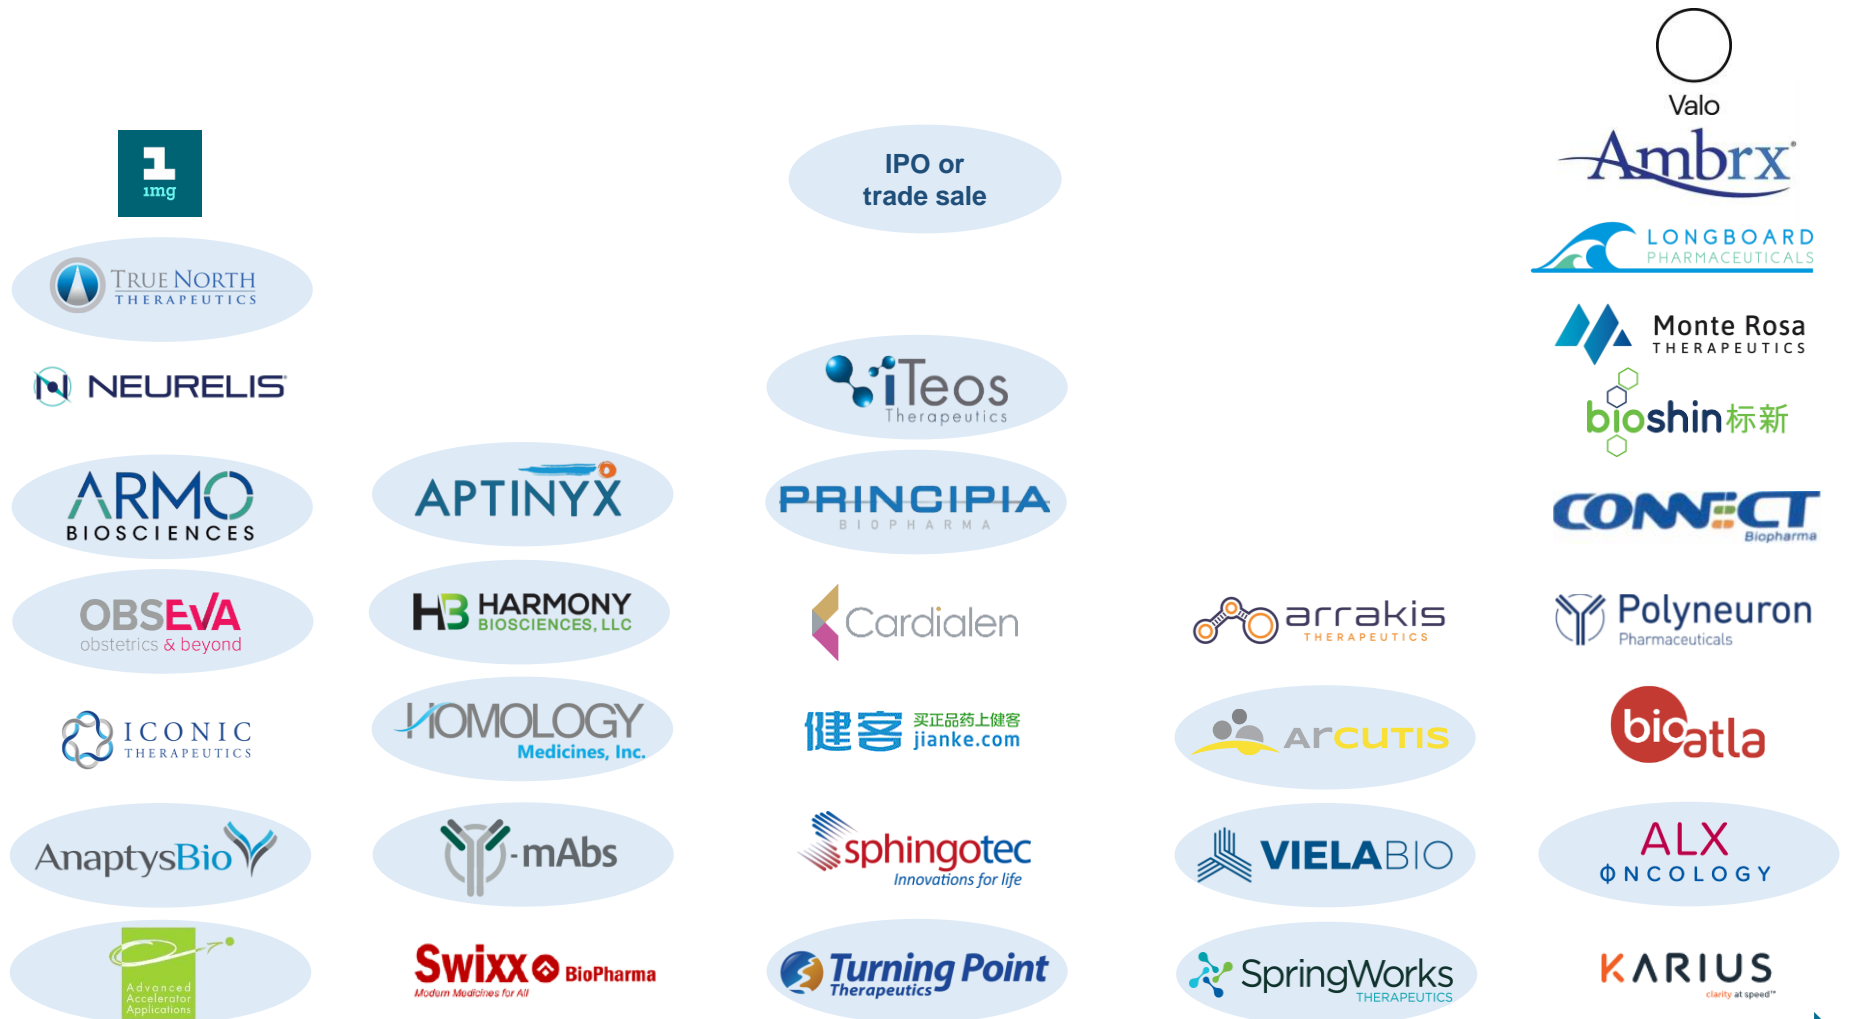 1
1mg
TRUE NORTH
THERAPEUTICS
N NEURELIS
ARMO
BIOSCIENCES
OBSEVA
obstetrics & beyond
ICONIC
THERAPEUTICS
AnaptysBio
Advanced
Accelerator
Applications
APTINYX
HB HARMONY
BIOSCIENCES, LLC
HOMOLOGY
Medicines, Inc.
Y-mAbs
Swixx BioPharma
Modern Medicines for All
IPO or
trade sale
iTeos
Therapeutics
PRINCIPIA
BIOPHARMA
Cardialen
健客 买正品药上健客
jianke.com
sphingotec
Innovations for life
Turning Point
Therapeutics
arrakis
THERAPEUTICS
Arcutis
VIELABIO
SpringWorks
THERAPEUTICS
Valo
Ambrx®
LONGBOARD
PHARMACEUTICALS
Monte Rosa
THERAPEUTICS
bioshin标新
CONNECT
Biopharma
Polyneuron
Pharmaceuticals
bioatla
ALX
ONCOLOGY
KARIUS
clarity at speed™